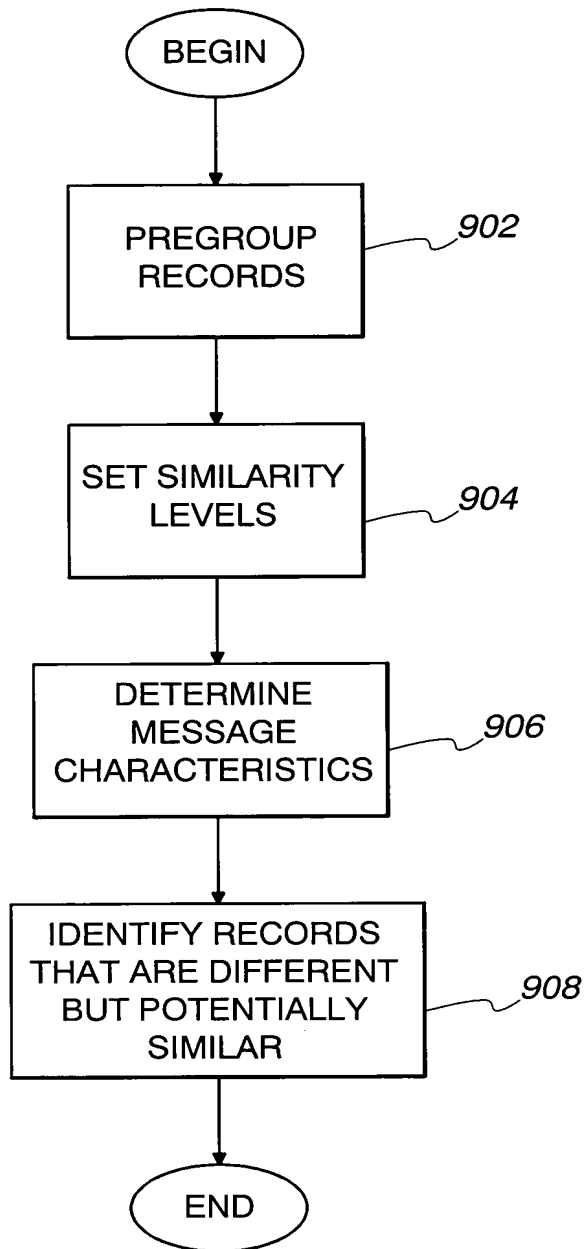 BEGIN
PREGROUP
RECORDS
902
SET SIMILARITY
LEVELS
904
DETERMINE
MESSAGE
CHARACTERISTICS
906
IDENTIFY RECORDS
THAT ARE DIFFERENT
BUT POTENTIALLY
SIMILAR
908
END